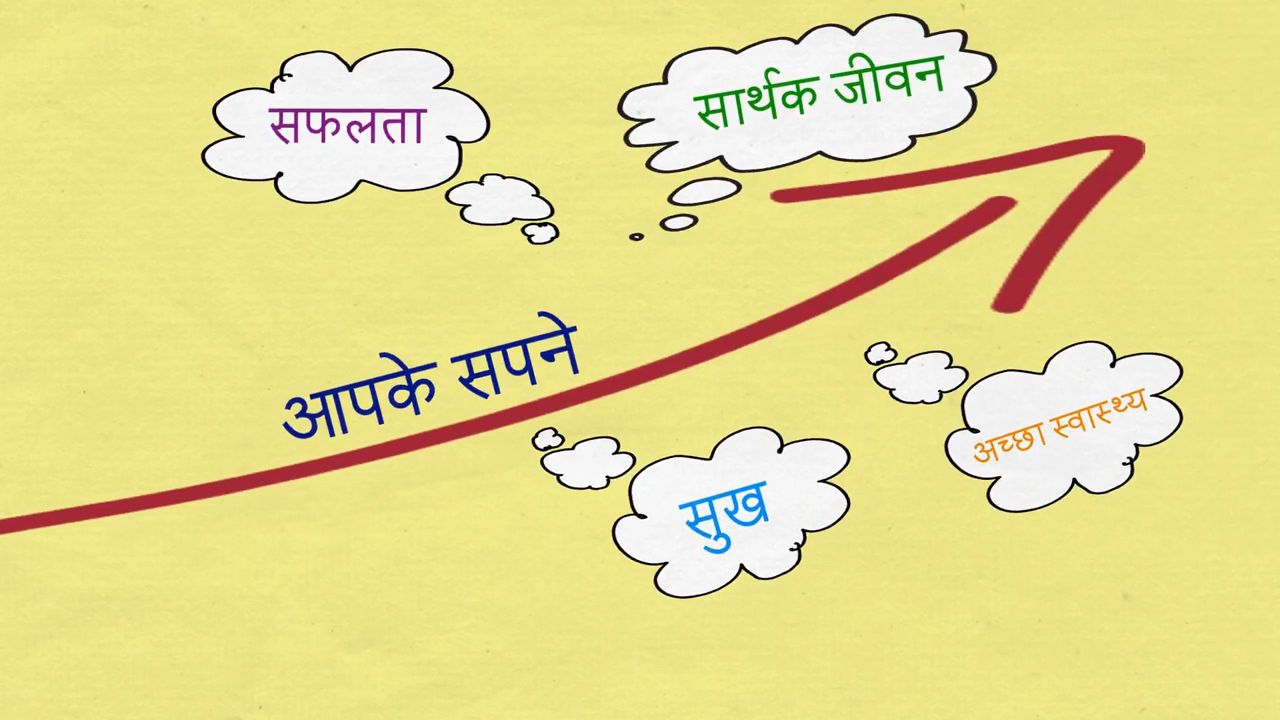 सफलता
सार्थक जीवन
आपके सपने
अच्छा स्वास्थ्य
सुख